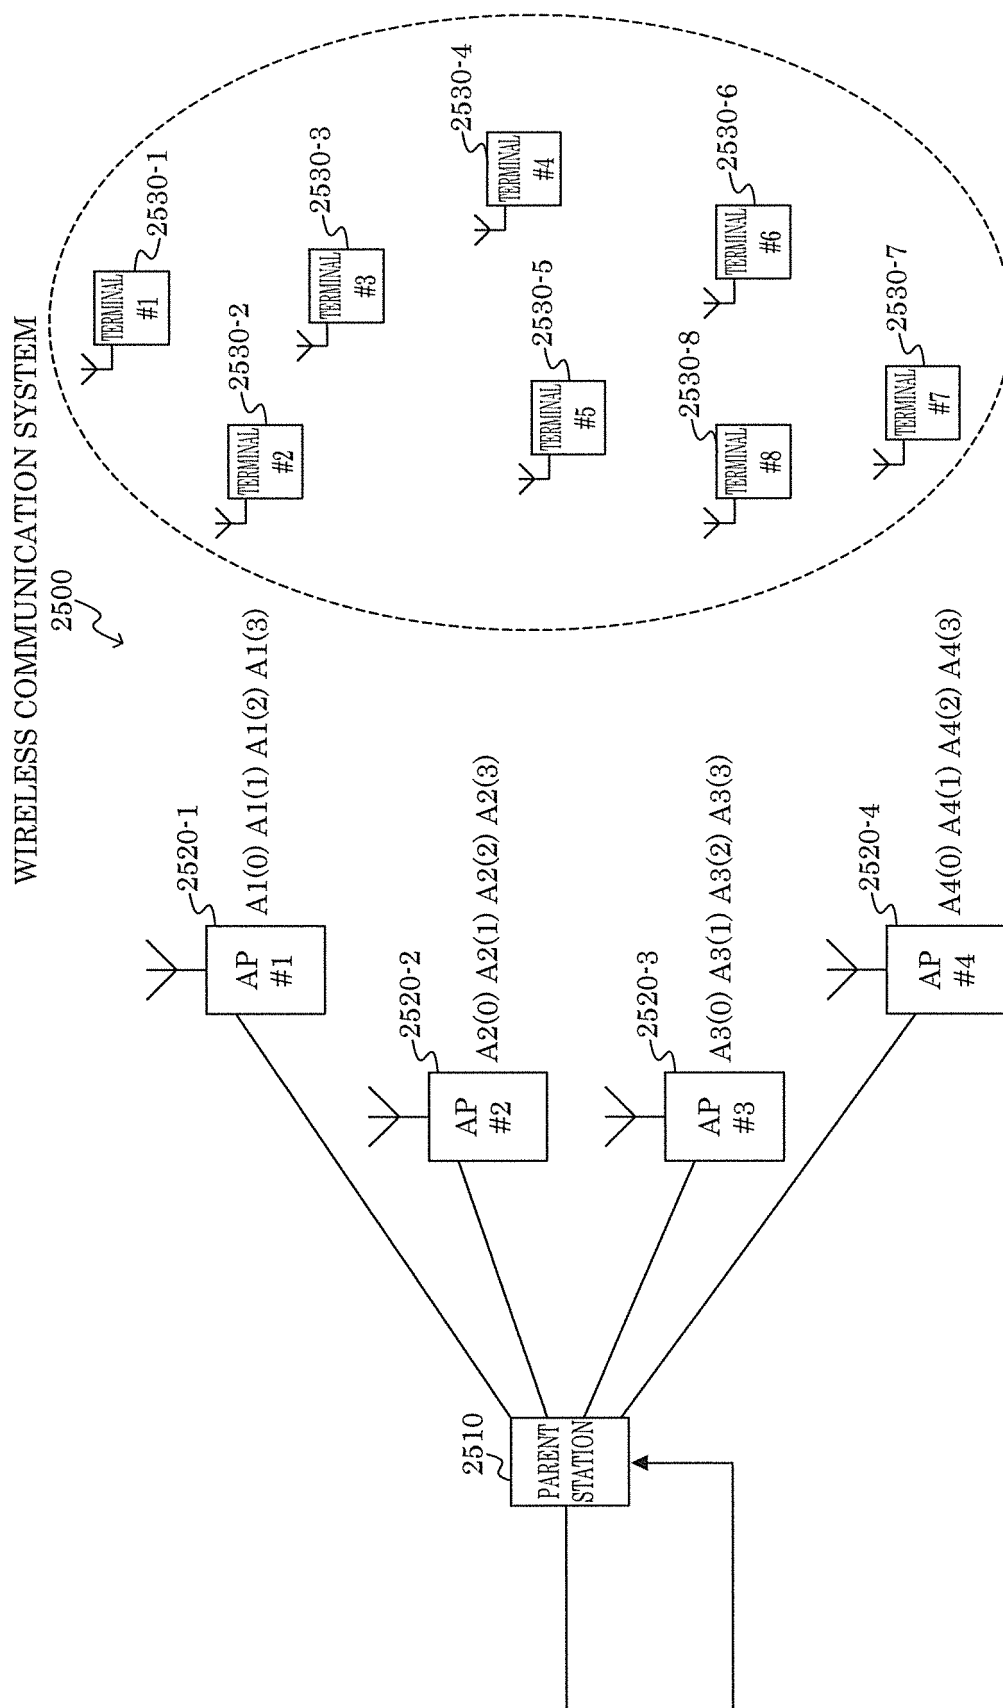 WIRELESS COMMUNICATION SYSTEM
2500
2510
PARENT
STATION
2520-1
AP
#1
A1(0) A1(1) A1(2) A1(3)
2520-2
AP
#2
A2(0) A2(1) A2(2) A2(3)
2520-3
AP
#3
A3(0) A3(1) A3(2) A3(3)
2520-4
AP
#4
A4(0) A4(1) A4(2) A4(3)
2530-1
TERMINAL
#1
2530-2
TERMINAL
#2
2530-3
TERMINAL
#3
2530-4
TERMINAL
#4
2530-5
TERMINAL
#5
2530-6
TERMINAL
#6
2530-8
TERMINAL
#8
2530-7
TERMINAL
#7